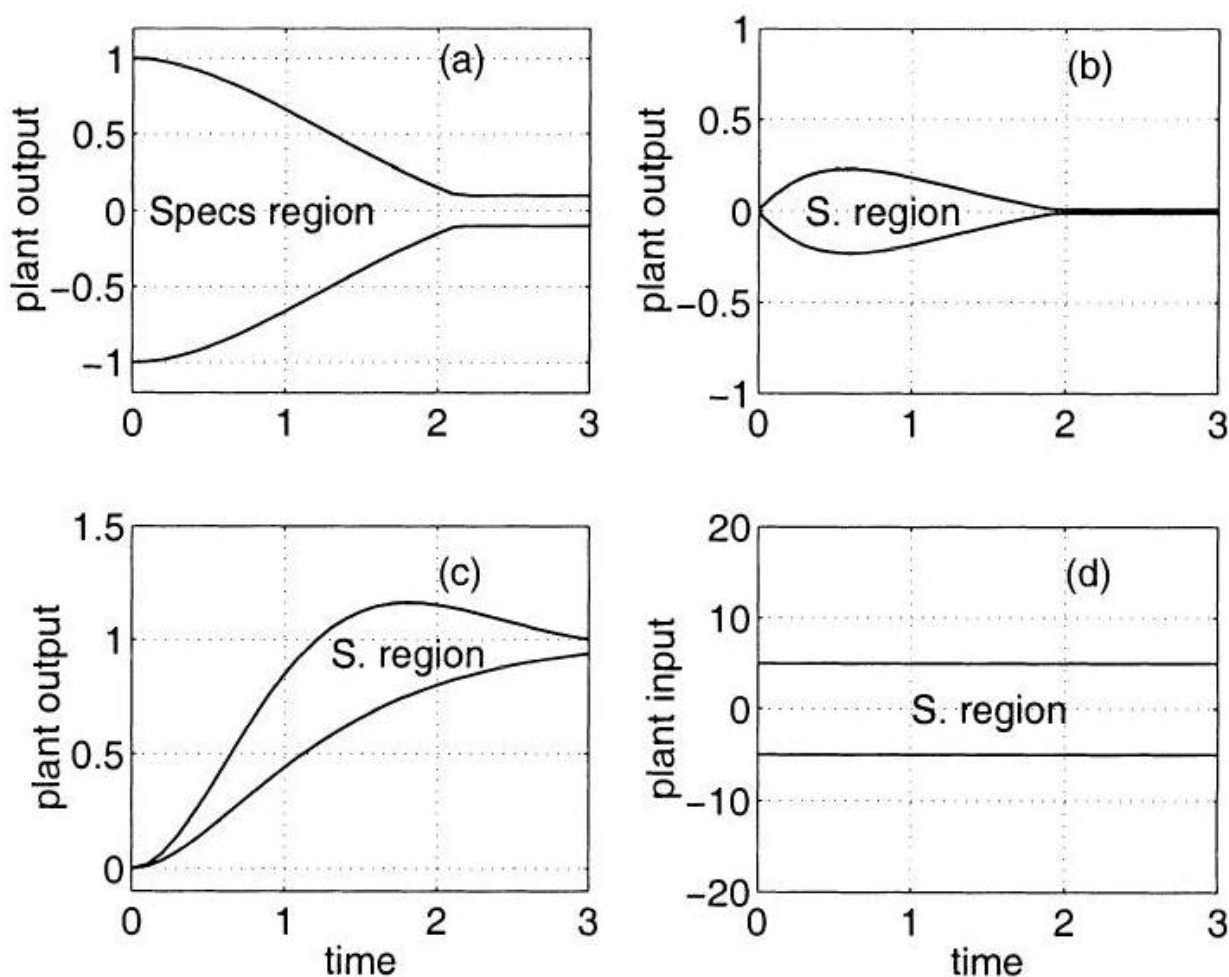 (a)
plant output
1
0.5
0
−0.5
−1
Specs region
0 1 2 3
(b)
plant output
1
0.5
0
−0.5
−1
S. region
0 1 2 3
(c)
plant output
1.5
1
0.5
0
S. region
0 1 2 3
time
(d)
plant input
20
10
0
−10
−20
S. region
0 1 2 3
time